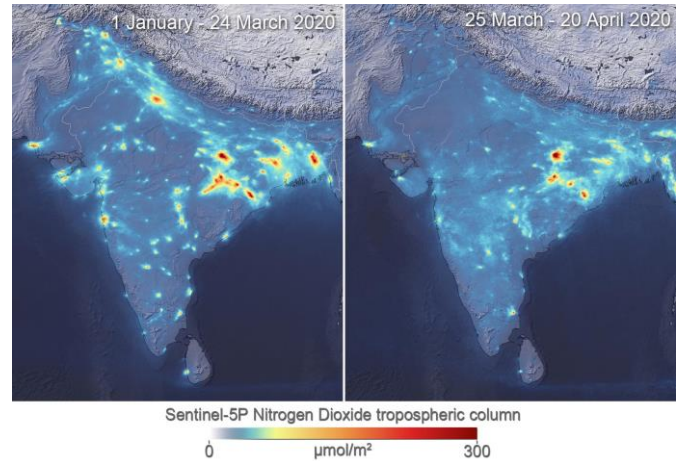 1 January - 24 March 2020
25 March - 20 April 2020
Sentinel-5P Nitrogen Dioxide tropospheric column
0
300
µmol/m²